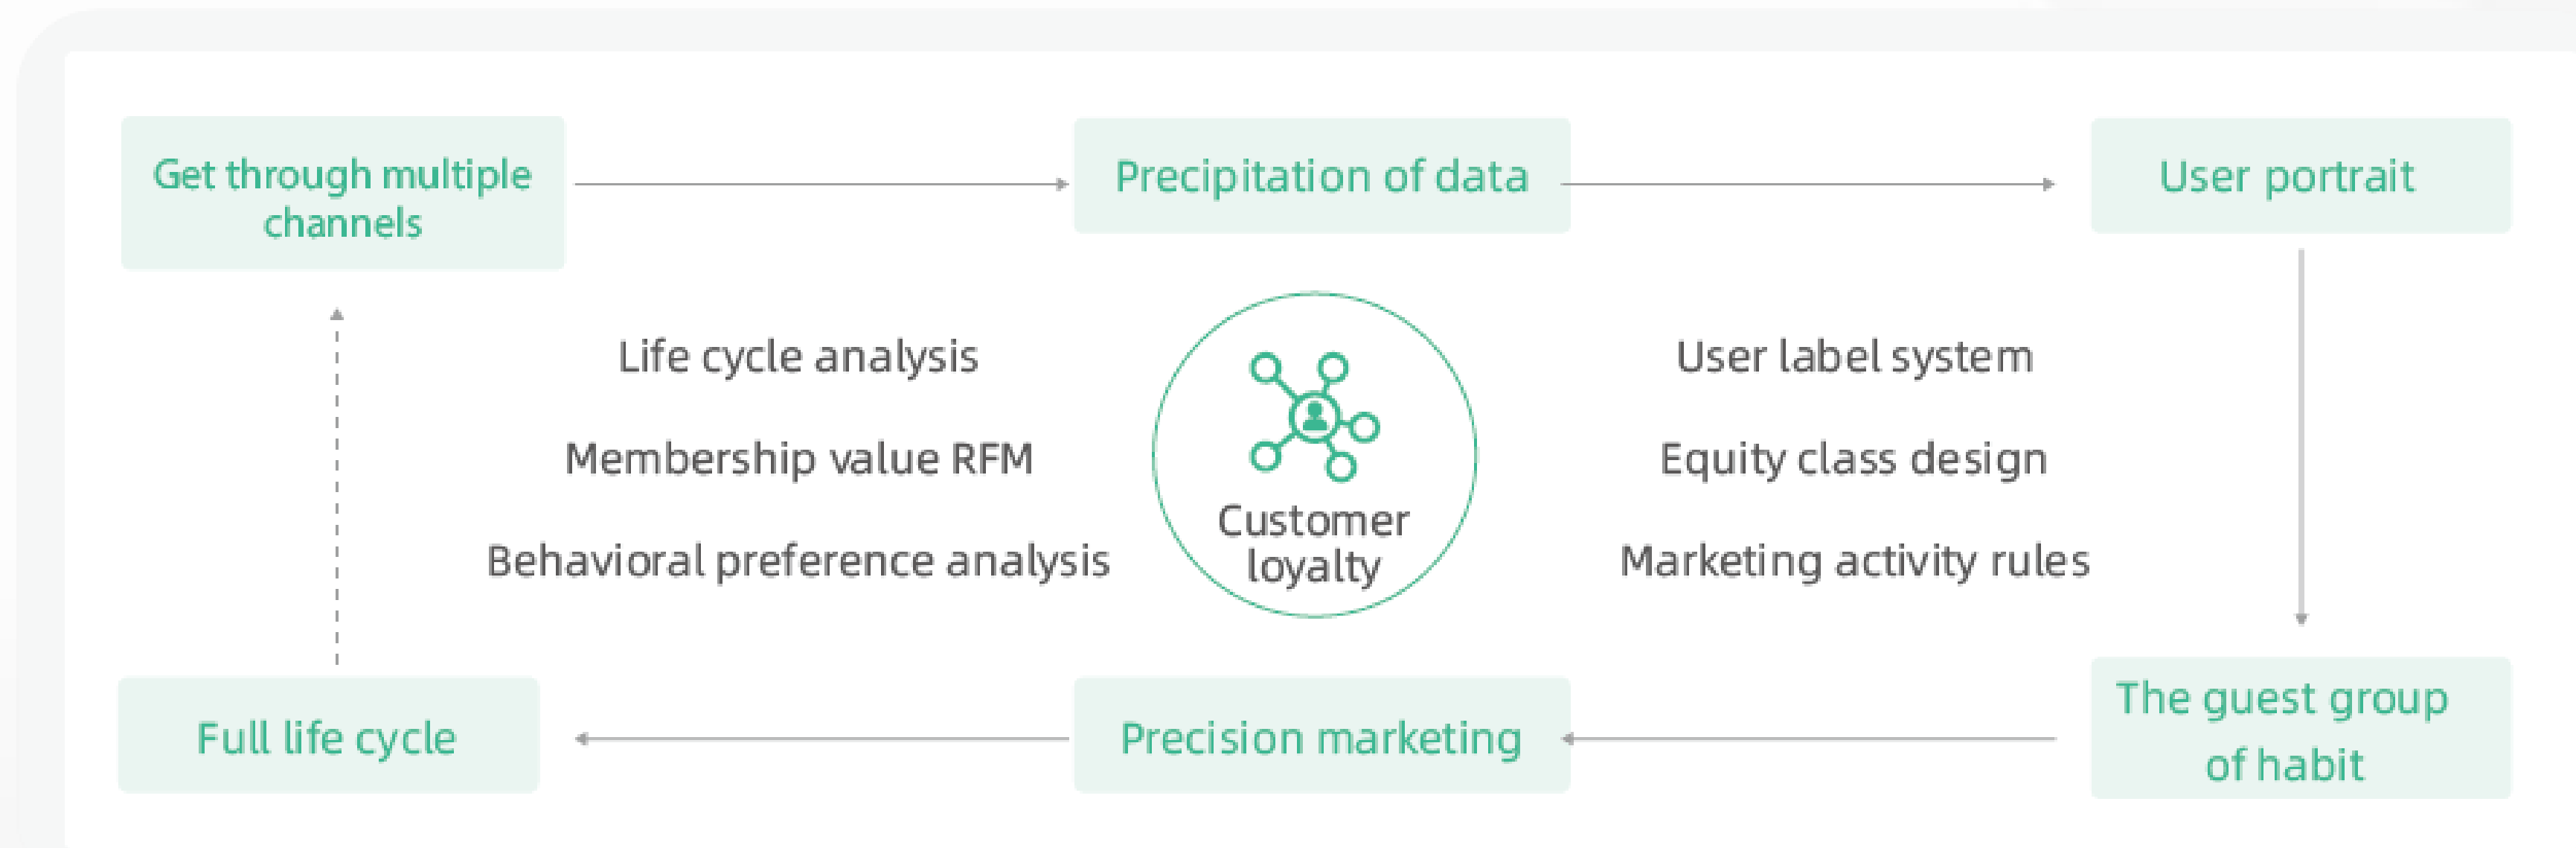 Get through multiple
channels
Precipitation of data
User portrait
Life cycle analysis
Membership value RFM
Behavioral preference analysis
Customer
loyalty
User label system
Equity class design
Marketing activity rules
Full life cycle
Precision marketing
The guest group
of habit